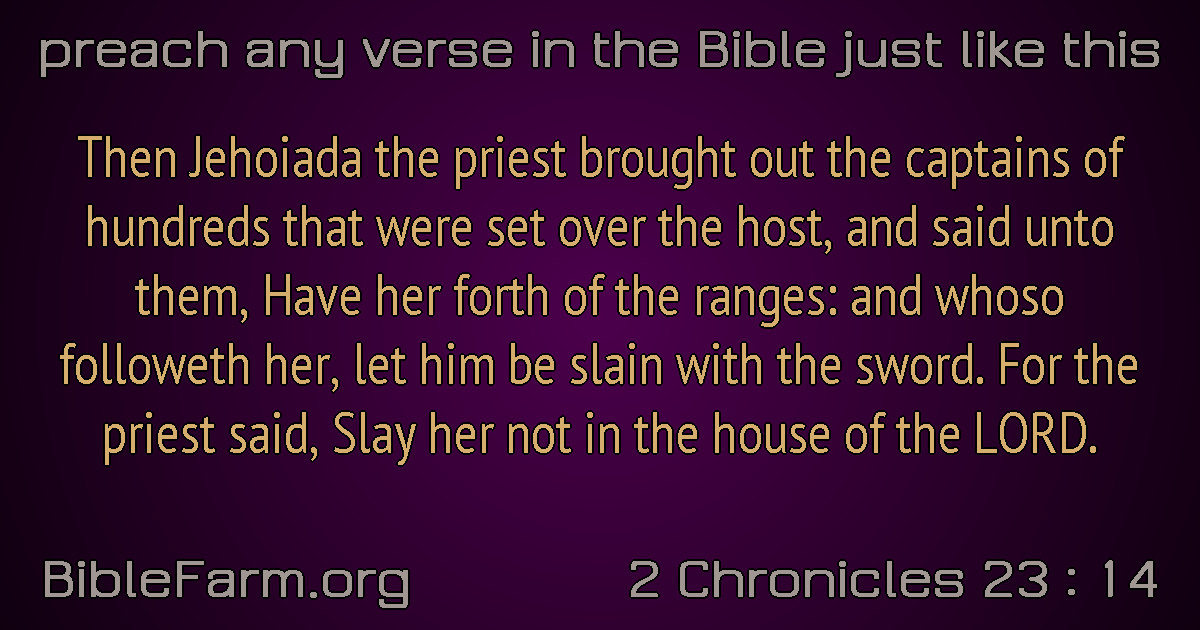 preach any verse in the Bible just like this
Then Jehoiada the priest brought out the captains of
hundreds that were set over the host, and said unto
them, Have her forth of the ranges: and whoso
followeth her, let him be slain with the sword. For the
priest said, Slay her not in the house of the LORD.
BibleFarm.org
2 Chronicles 23 : 14